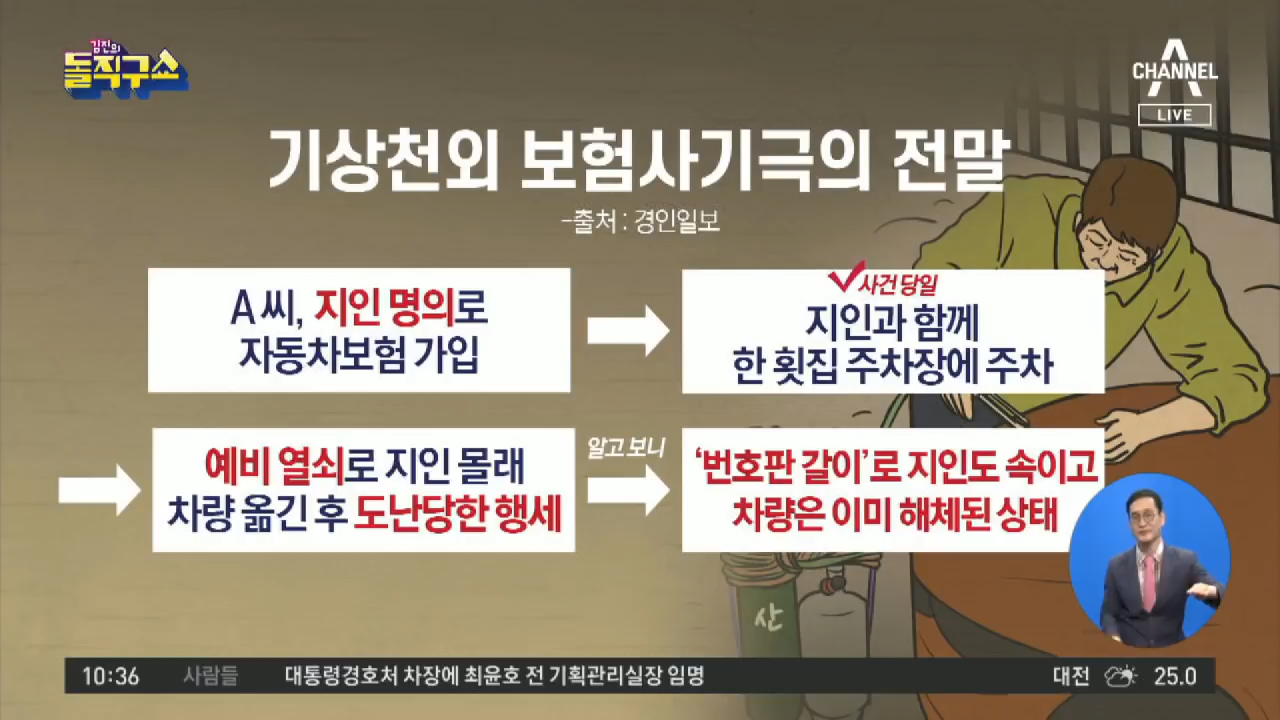 김진의
돌직구쇼
CHANNEL A
LIVE
기상천외 보험사기극의 전말
-출처 : 경인일보
A 씨, 지인 명의로
자동차보험 가입
사건 당일
지인과 함께
한 횟집 주차장에 주차
예비 열쇠로 지인 몰래
차량 옮긴 후 도난당한 행세
알고 보니
‘번호판 갈이’로 지인도 속이고
차량은 이미 해체된 상태
산
10:36 사람들 대통령경호처 차장에 최윤호 전 기획관리실장 임명 대전 25.0